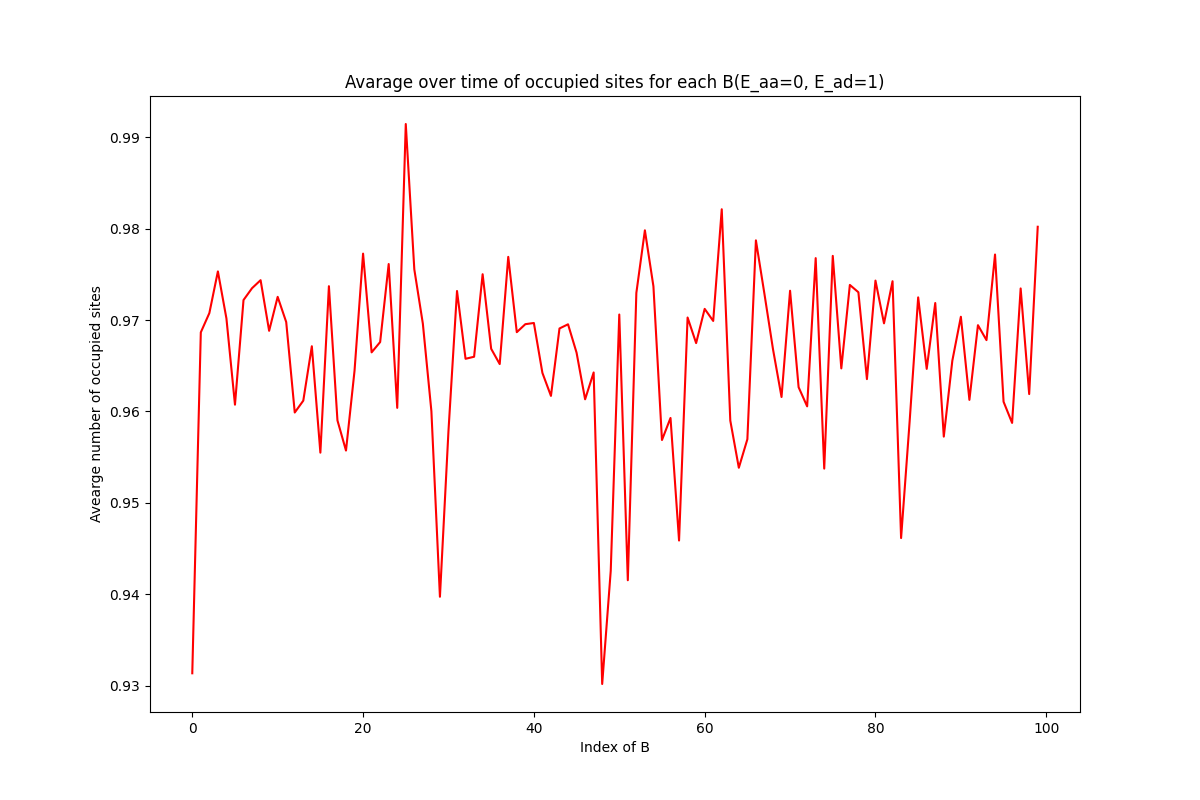 Avarage over time of occupied sites for each B(E_aa=0, E_ad=1)
Avearge number of occupied sites
0.99
0.98
0.97
0.96
0.95
0.94
0.93
0 20 40 60 80 100
Index of B